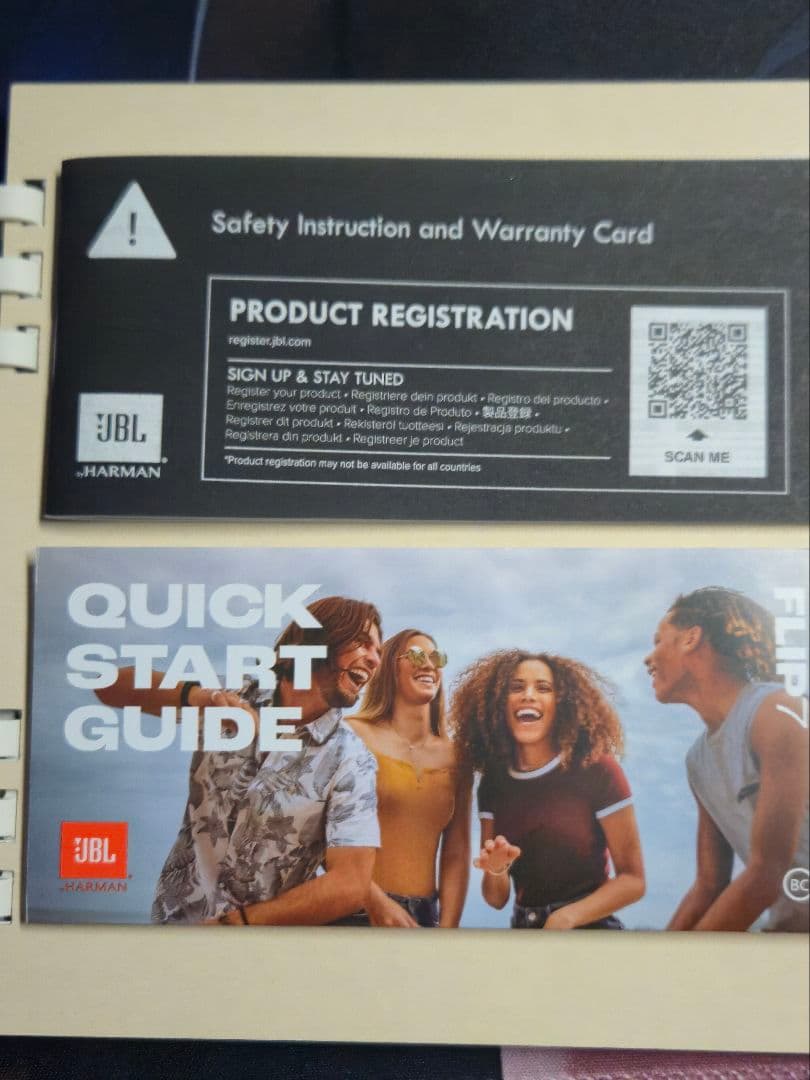 !
Safety Instruction and Warranty Card
PRODUCT REGISTRATION
register.jbl.com
SIGN UP & STAY TUNED
Register your product • Registriere dein produkt • Registro del producto •
Enregistrez votre produit • Registro de Produto • 製品登録 •
Registrer dit produkt • Rekisteröi tuotteesi • Rejestracja produktu •
Registrera din produkt • Registreer je product
*Product registration may not be available for all countries
SCAN ME
JBL
by HARMAN
QUICK
START
GUIDE
FLIP
JBL
by HARMAN